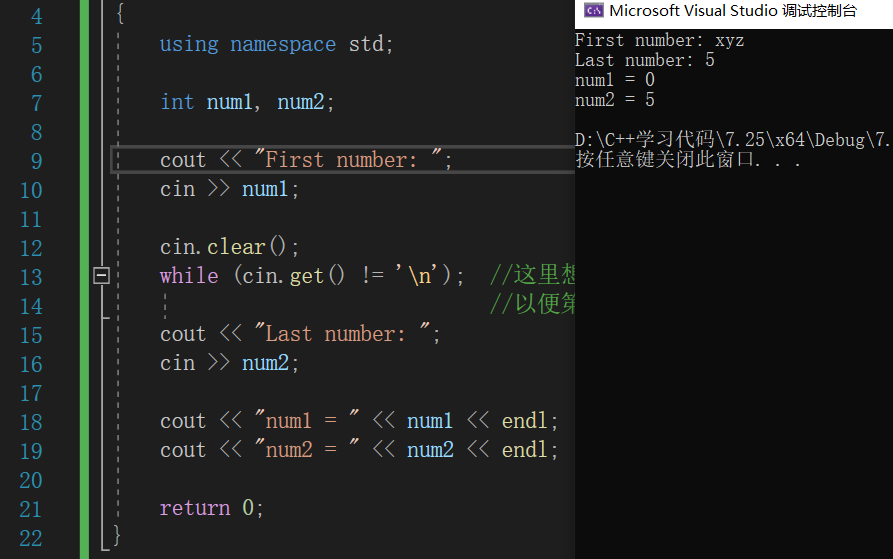 4 {
5 using namespace std;
6
7 int num1, num2;
8
9 cout << "First number: ";
10 cin >> num1;
11
12 cin.clear();
13 while (cin.get() != '\n'); //这里想
14 //以便第
15 cout << "Last number: ";
16 cin >> num2;
17
18 cout << "num1 = " << num1 << endl;
19 cout << "num2 = " << num2 << endl;
20
21 return 0;
22 }
Microsoft Visual Studio 调试控制台
First number: xyz
Last number: 5
num1 = 0
num2 = 5
D:\C++学习代码\7.25\x64\Debug\7.
按任意键关闭此窗口. . .